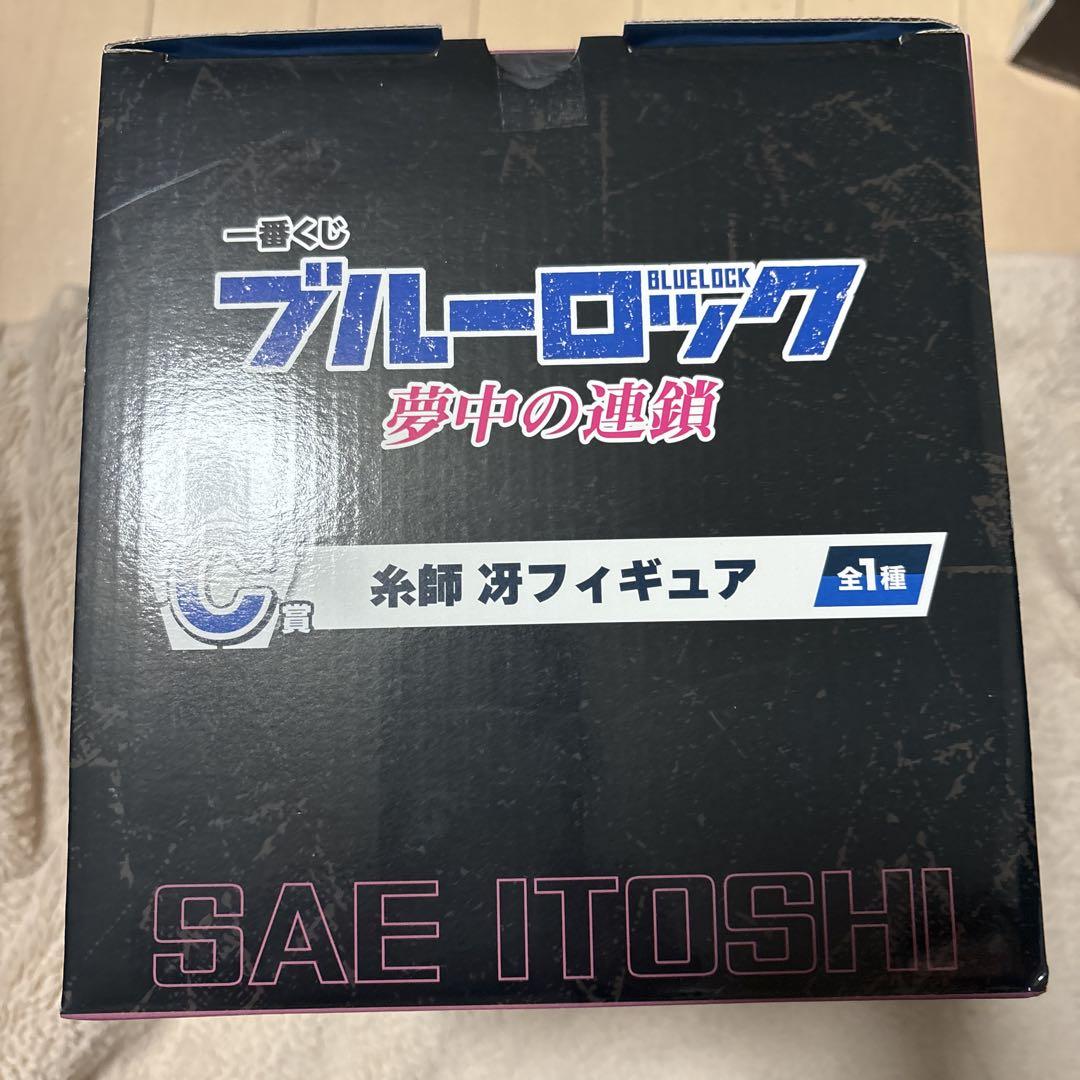 一番くじ
ブルーロック
BLUELOCK
夢中の連鎖
C賞
糸師 冴フィギュア
全1種
SAE ITOSHI